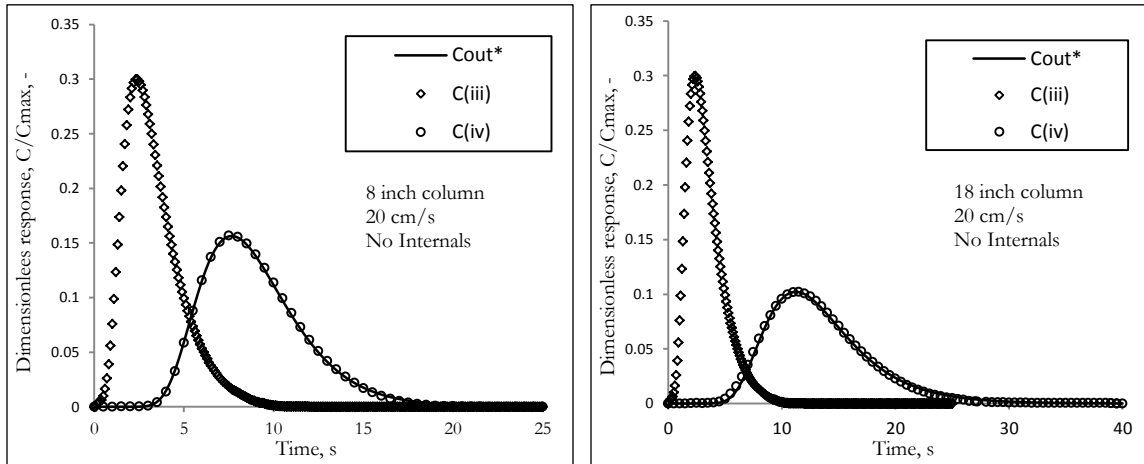 0.35
0.3
0.25
0.2
0.15
0.1
0.05
0
Dimensionless response, C/Cmax, -
Cout*
C(iii)
C(iv)
8 inch column
20 cm/s
No Internals
0 5 10 15 20 25
Time, s
0.35
0.3
0.25
0.2
0.15
0.1
0.05
0
Dimensionless response, C/Cmax, -
Cout*
C(iii)
C(iv)
18 inch column
20 cm/s
No Internals
0 10 20 30 40
Time, s